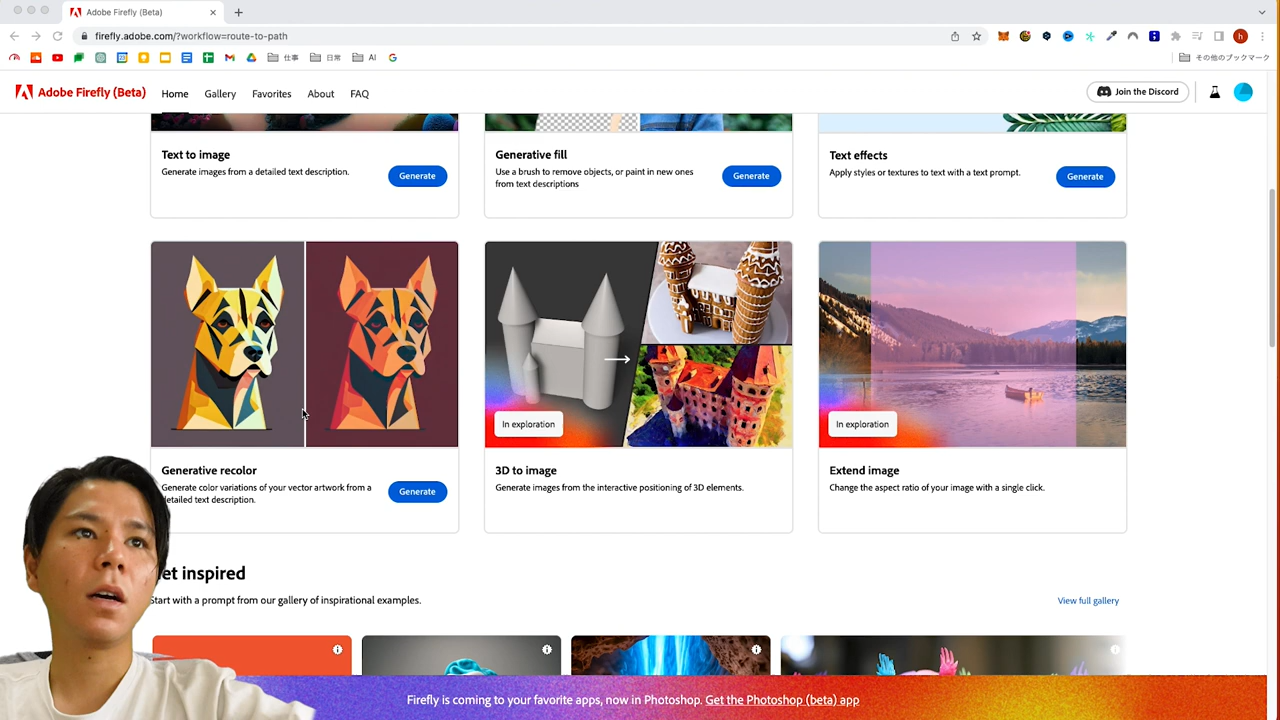 Adobe Firefly (Beta)
firefly.adobe.com/?workflow=route-to-path
仕事
日常
AI
その他のブックマーク
Adobe Firefly (Beta)
Home
Gallery
Favorites
About
FAQ
Join the Discord
Text to image
Generate images from a detailed text description.
Generate
Generative fill
Use a brush to remove objects, or paint in new ones
from text descriptions
Generate
Text effects
Apply styles or textures to text with a text prompt.
Generate
In exploration
In exploration
Generative recolor
Generate color variations of your vector artwork from a
detailed text description.
Generate
3D to image
Generate images from the interactive positioning of 3D elements.
Extend image
Change the aspect ratio of your image with a single click.
et inspired
Start with a prompt from our gallery of inspirational examples.
View full gallery
Firefly is coming to your favorite apps, now in Photoshop. Get the Photoshop (beta) app